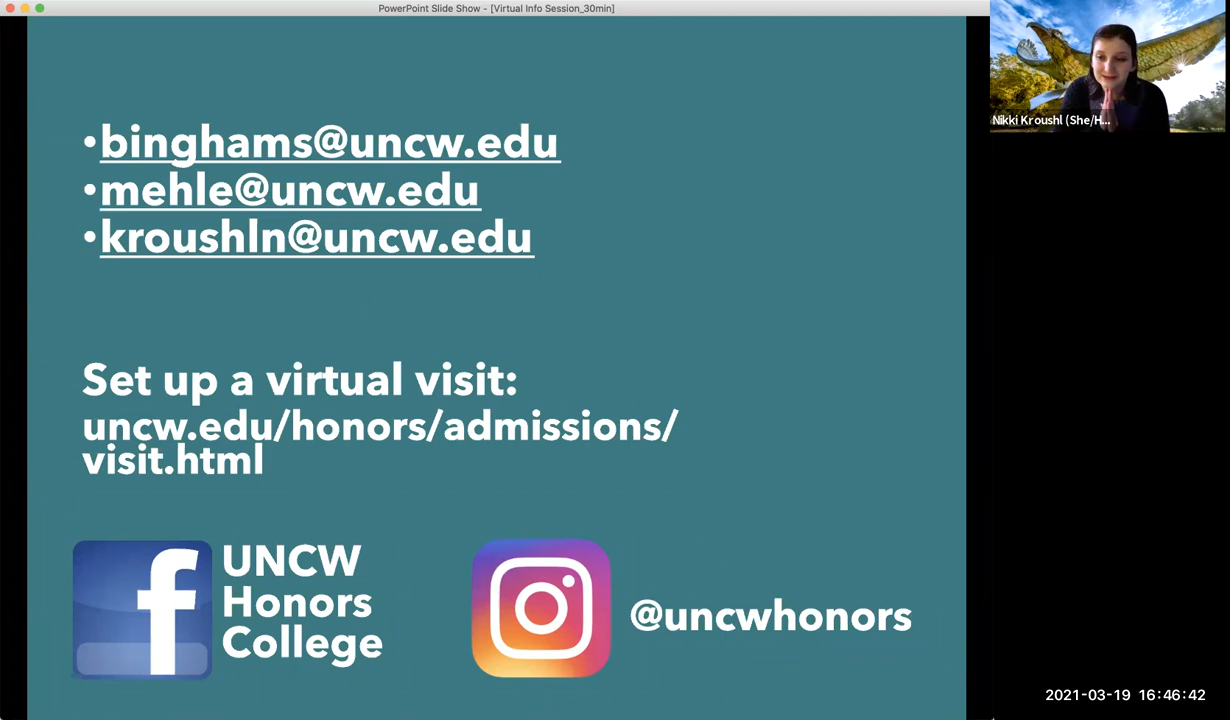 PowerPoint Slide Show - [Virtual Info Session_30min]
•binghams@uncw.edu
•mehle@uncw.edu
•kroushln@uncw.edu
Set up a virtual visit:
uncw.edu/honors/admissions/
visit.html
UNCW
Honors
College
@uncwhonors
Nikki Kroushl (She/H...
2021-03-19 16:46:42